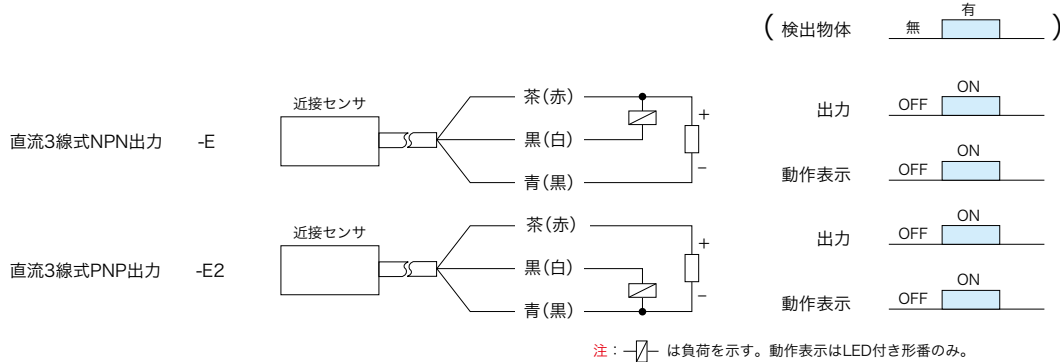 (検出物体 無 有)
近接センサ
直流3線式NPN出力 -E
茶(赤)
黒(白)
青(黒)
+
−
出力 OFF ON
動作表示 OFF ON
近接センサ
直流3線式PNP出力 -E2
茶(赤)
黒(白)
青(黒)
+
−
出力 OFF ON
動作表示 OFF ON
注： は負荷を示す。動作表示はLED付き形番のみ。